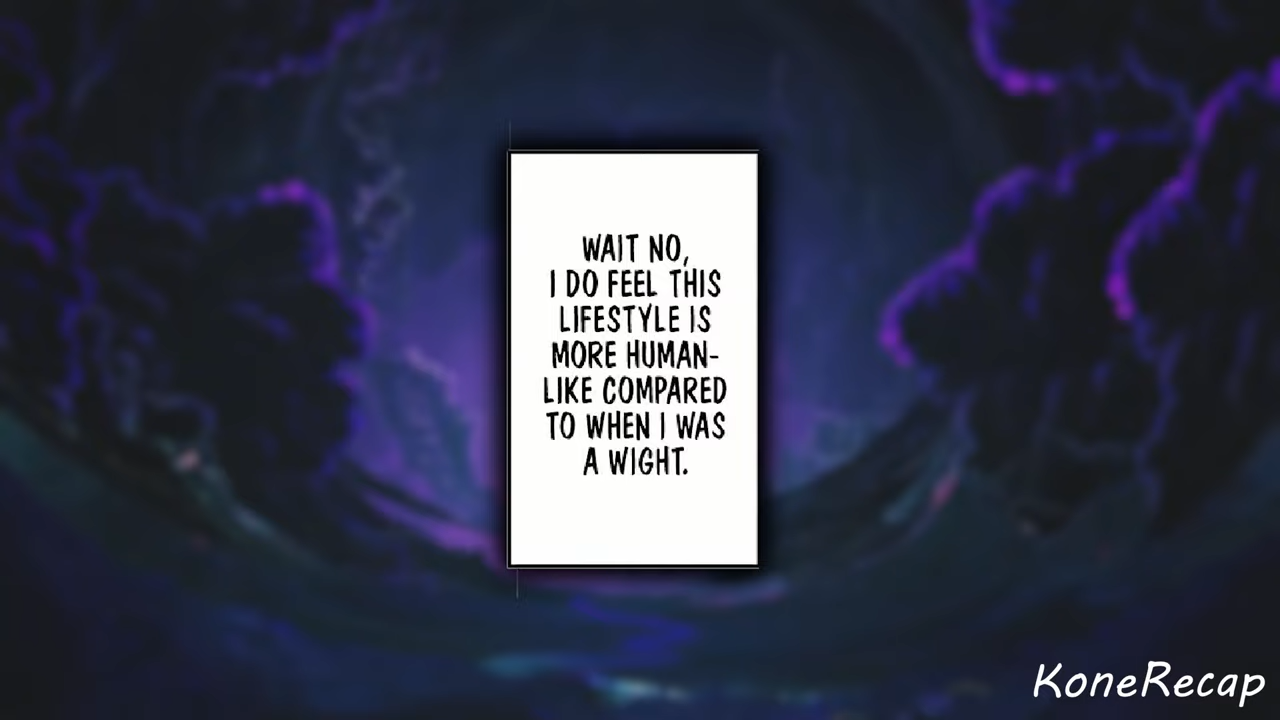 WAIT NO,
I DO FEEL THIS
LIFESTYLE IS
MORE HUMAN-
LIKE COMPARED
TO WHEN I WAS
A WIGHT.
KoneRecap